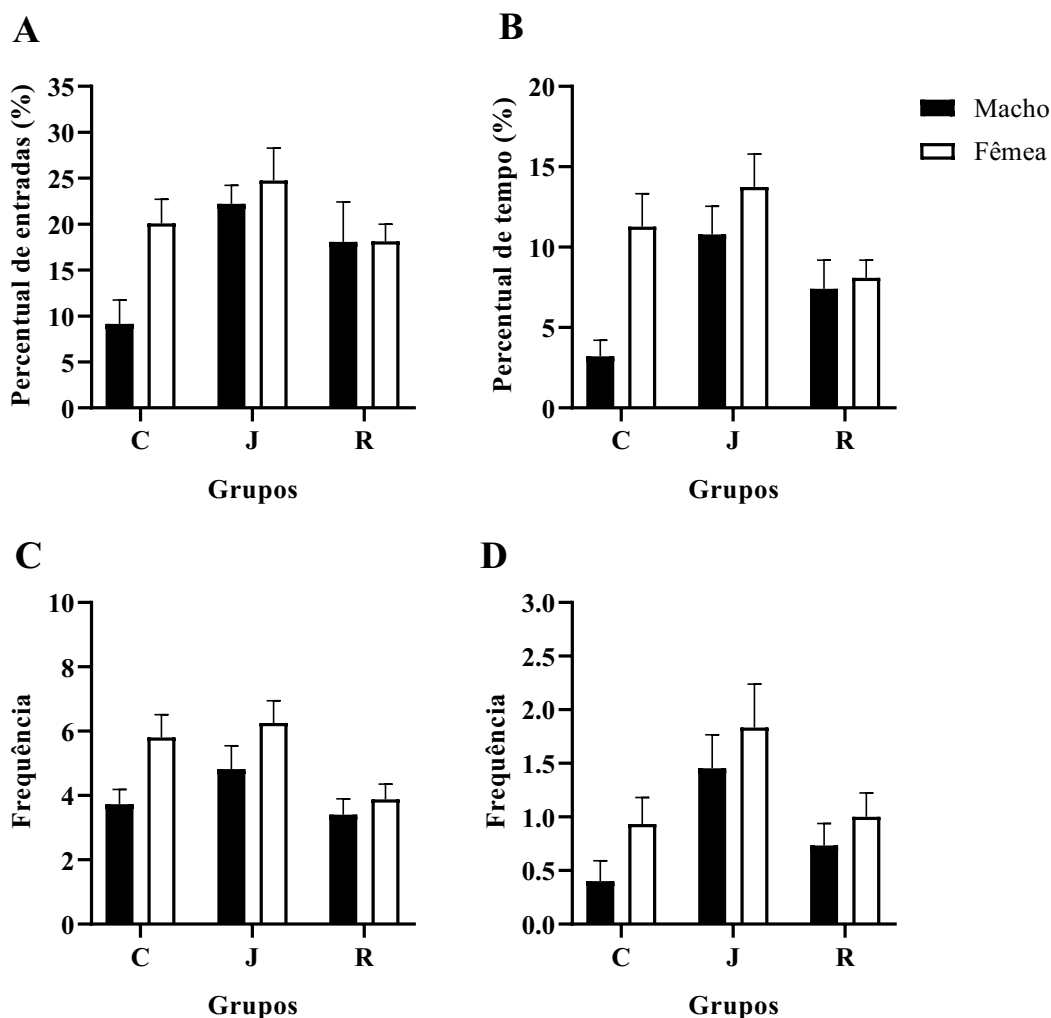 A
Percentual de entradas (%)
35
30
25
20
15
10
5
0
C
J
R
Grupos
B
Percentual de tempo (%)
20
15
10
5
0
C
J
R
Grupos
Macho
Fêmea
C
Frequência
10
8
6
4
2
0
C
J
R
Grupos
D
Frequência
3.0
2.5
2.0
1.5
1.0
0.5
0.0
C
J
R
Grupos